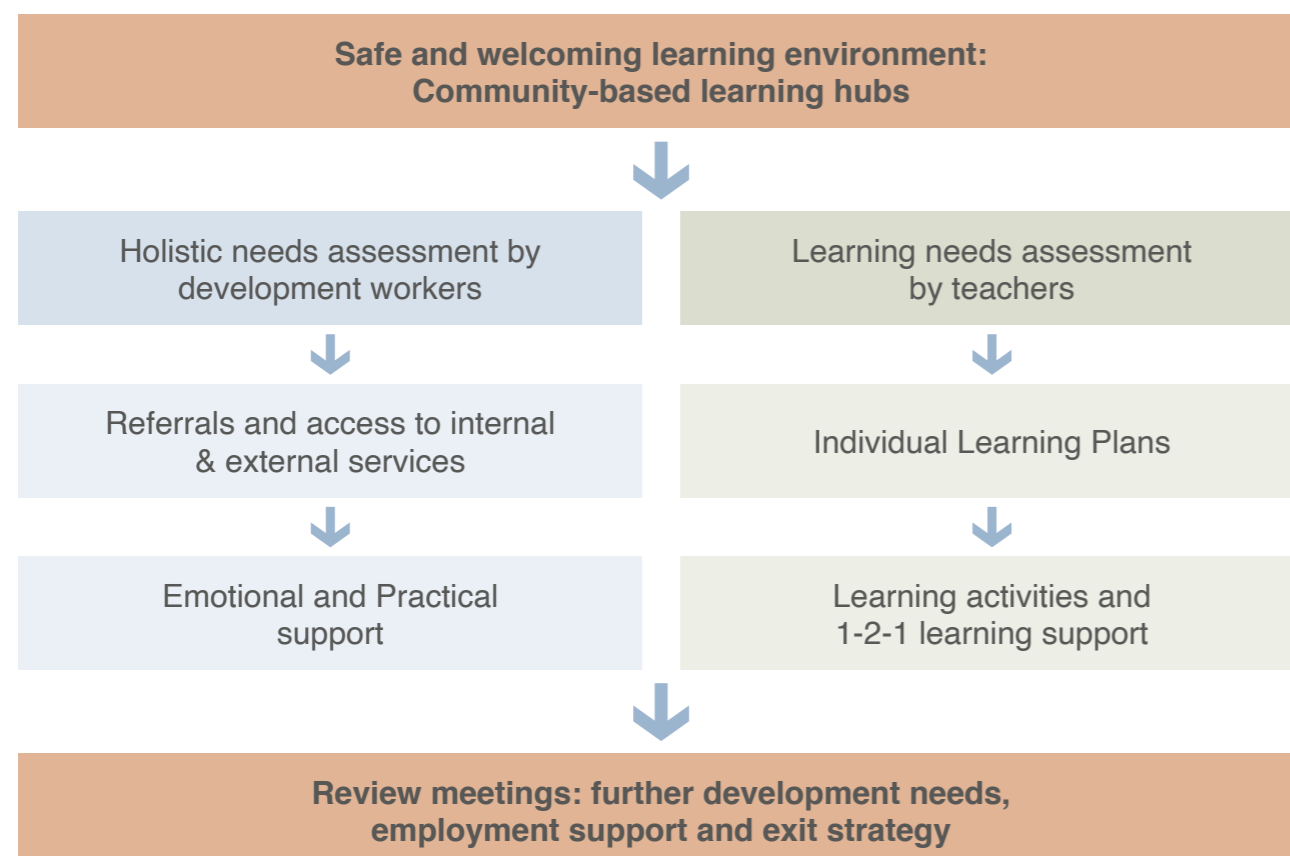 Safe and welcoming learning environment:
Community-based learning hubs
Holistic needs assessment by
development workers
Learning needs assessment
by teachers
Referrals and access to internal
& external services
Individual Learning Plans
Emotional and Practical
support
Learning activities and
1-2-1 learning support
Review meetings: further development needs,
employment support and exit strategy